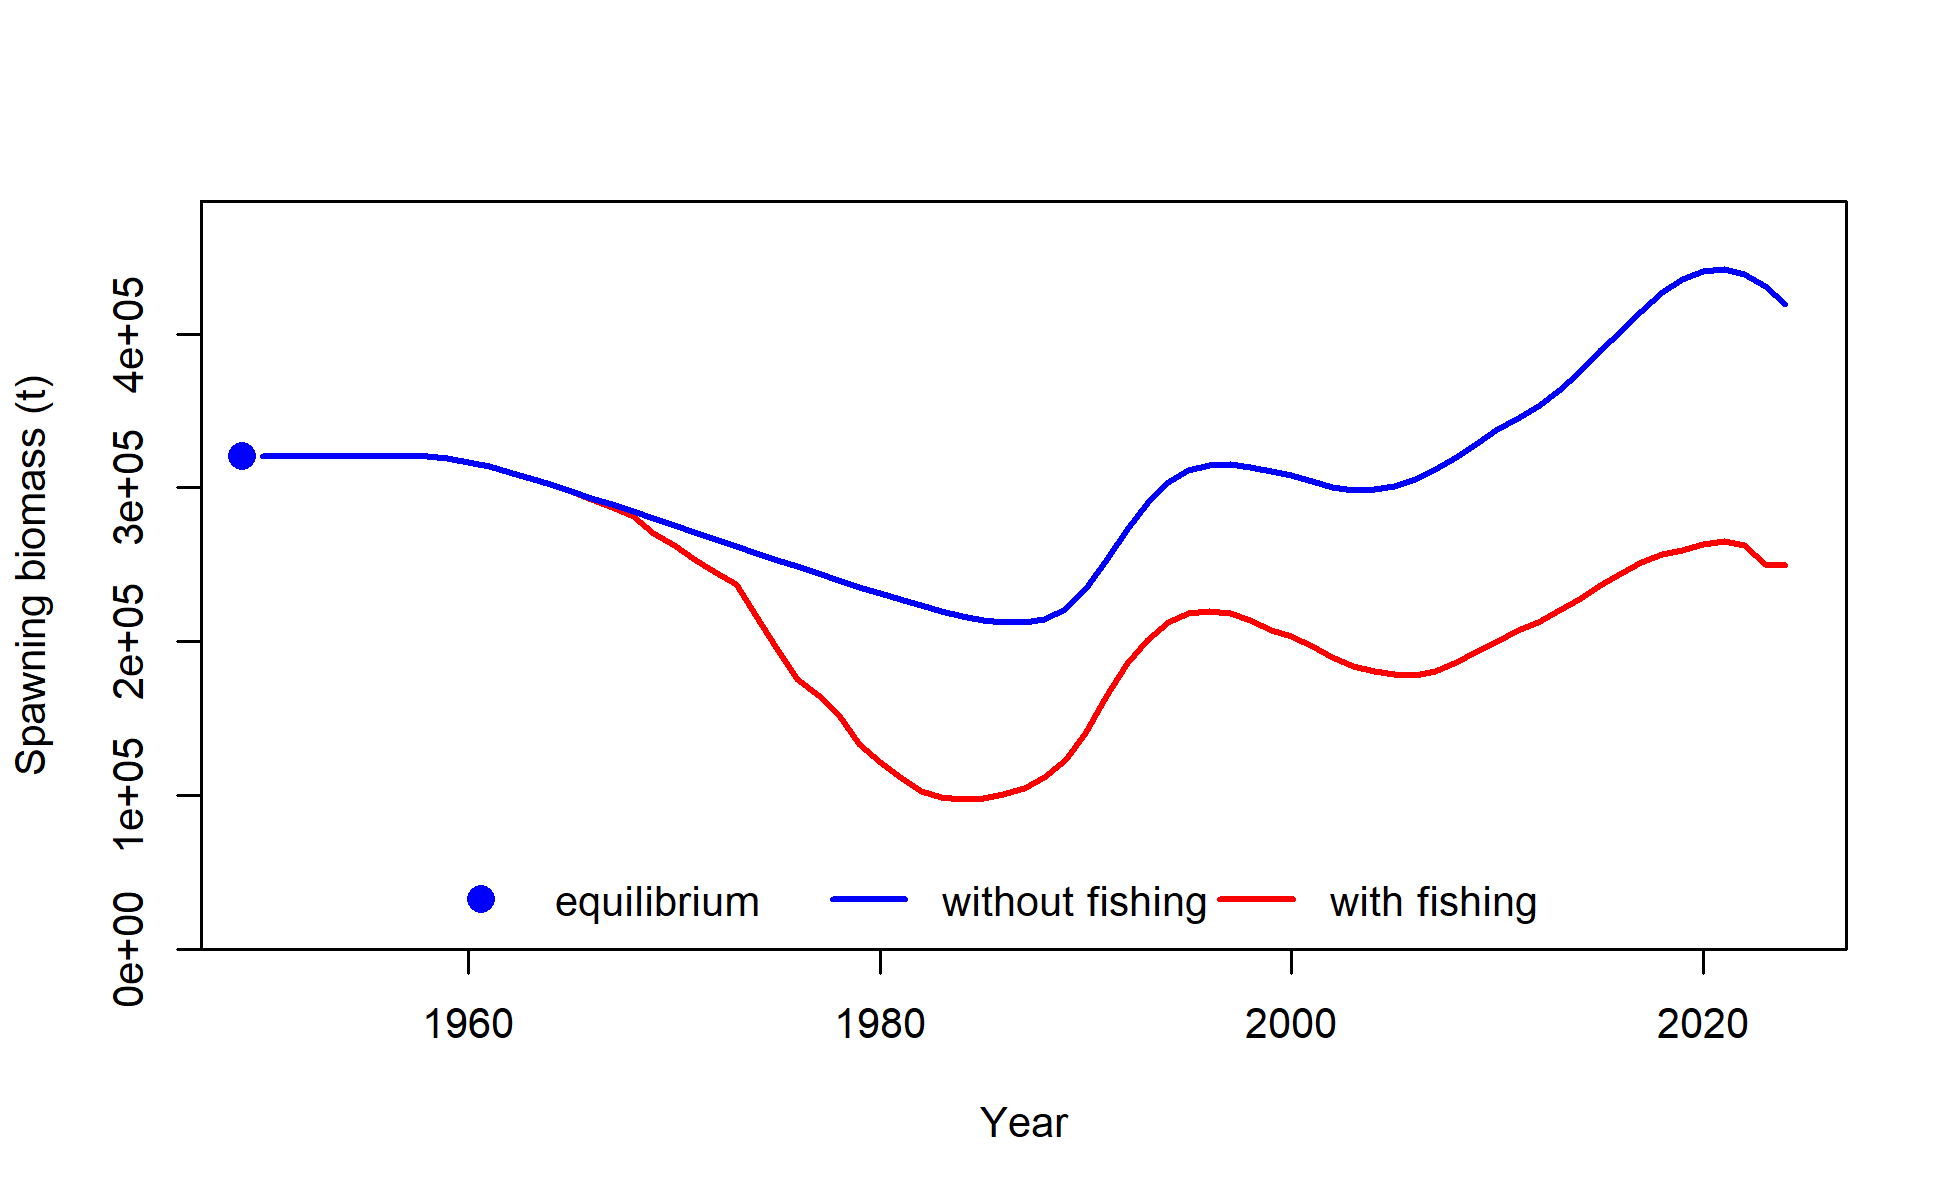 Spawning biomass (t)
4e+05
3e+05
2e+05
1e+05
0e+00
equilibrium without fishing with fishing
1960 1980 2000 2020
Year